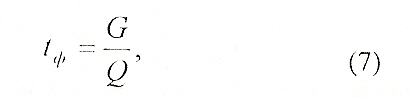 t_ф = G/Q, (7)